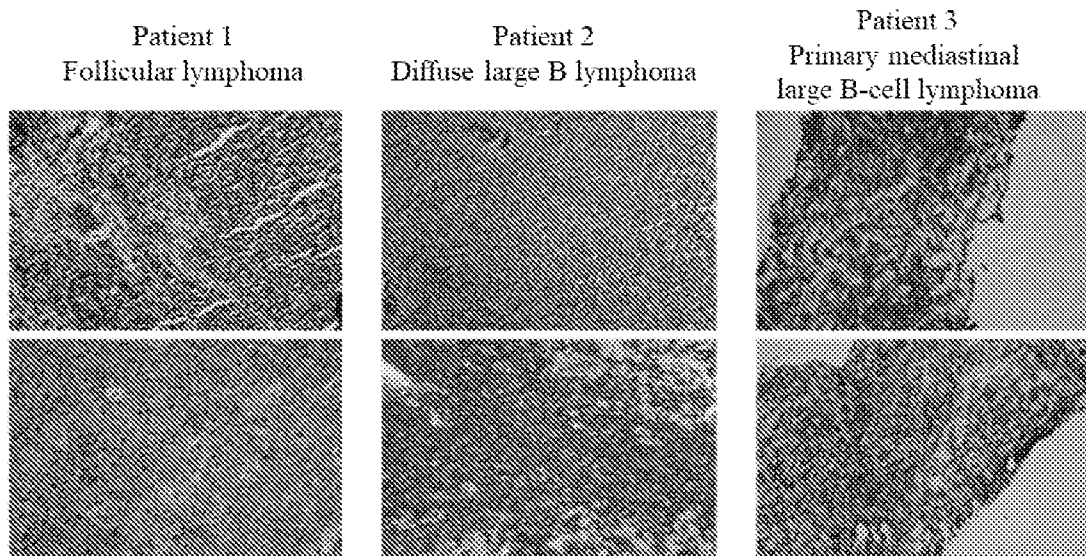 Patient 1
Follicular lymphoma
Patient 2
Diffuse large B lymphoma
Patient 3
Primary mediastinal
large B-cell lymphoma